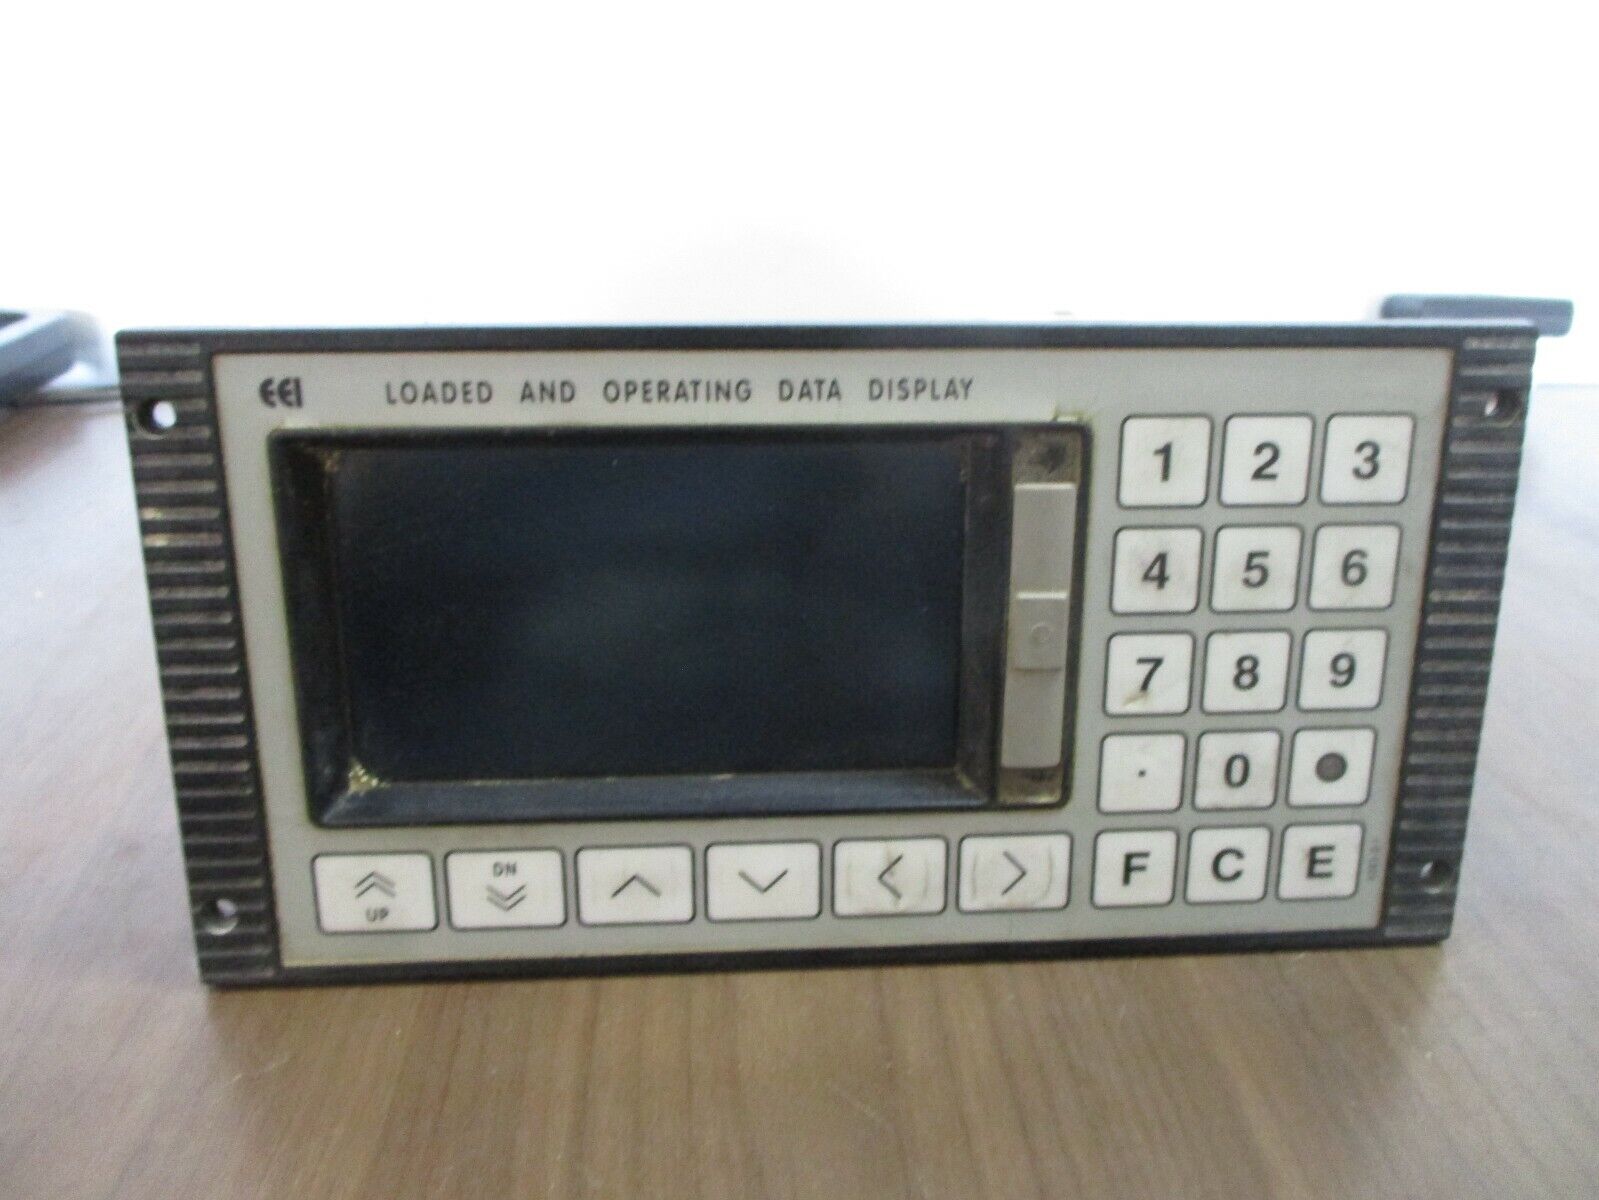 EEI LOADED AND OPERATING DATA DISPLAY
1 2 3
4 5 6
7 8 9
. 0
UP DN F C E